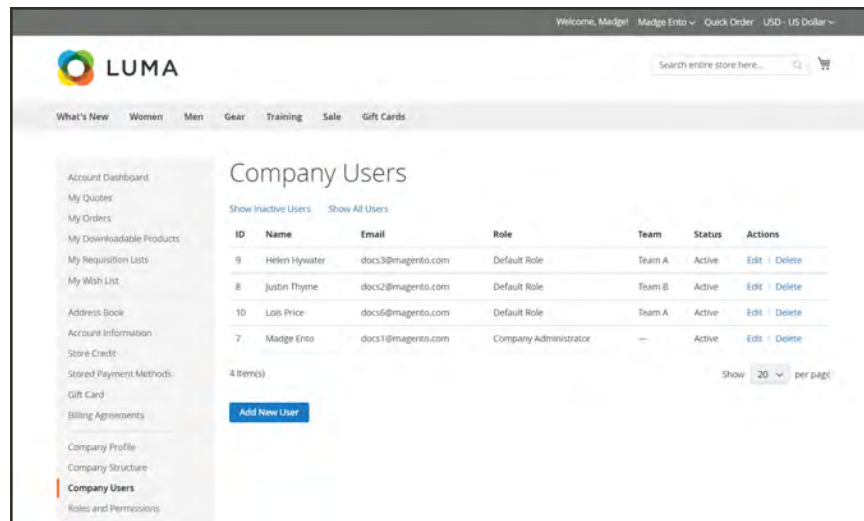 Welcome, Madge! Madge Ento Quick Order USD - US Dollar
LUMA
Search entire store here...
What's New Women Men Gear Training Sale Gift Cards
Account Dashboard
My Quotes
My Orders
My Downloadable Products
My Requisition Lists
My Wish List
Address Book
Account Information
Store Credit
Stored Payment Methods
Gift Card
Billing Agreements
Company Profile
Company Structure
Company Users
Roles and Permissions
Company Users
Show Inactive Users Show All Users
ID Name Email Role Team Status Actions
9 Helen Hywater docs3@magento.com Default Role Team A Active Edit | Delete
8 Justin Thyme docs2@magento.com Default Role Team B Active Edit | Delete
10 Lois Price docs6@magento.com Default Role Team A Active Edit | Delete
7 Madge Ento docs1@magento.com Company Administrator — Active Edit | Delete
4 Item(s)
Show 20 per page
Add New User